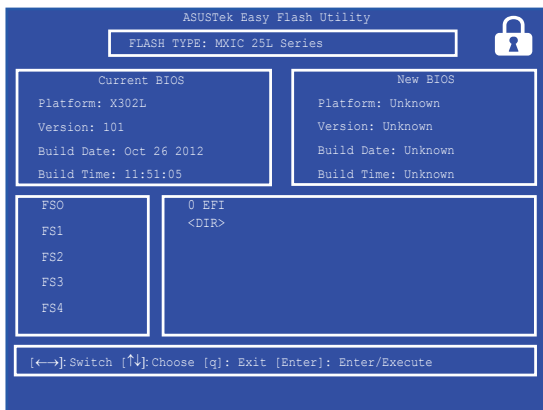 ASUSTek Easy Flash Utility
FLASH TYPE: MXIC 25L Series
Current BIOS
Platform: X302L
Version: 101
Build Date: Oct 26 2012
Build Time: 11:51:05
New BIOS
Platform: Unknown
Version: Unknown
Build Date: Unknown
Build Time: Unknown
FSO
FS1
FS2
FS3
FS4
0 EFI
<DIR>
[←→]: Switch [↑↓]: Choose [q]: Exit [Enter]: Enter/Execute